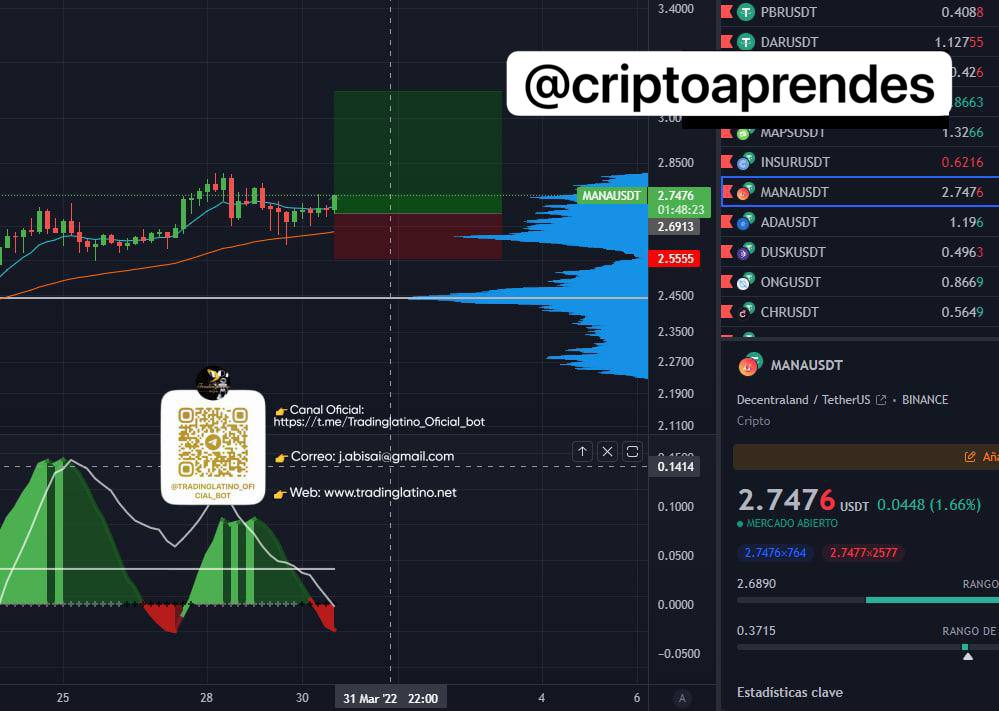 3.4000
3.00
2.8500
MANAUSDT
2.7476
01:48:23
2.6913
2.5555
2.4500
2.3500
2.2700
2.1900
2.1100
@criptoaprendes
PBRUSDT 0.4088
DARUSDT 1.12755
0.426
.8663
MAPSUSDT 1.3266
INSURUSDT 0.6216
MANAUSDT 2.7476
ADAUSDT 1.196
DUSKUSDT 0.4963
ONGUSDT 0.8669
CHRUSDT 0.5649
Canal Oficial:
https://t.me/Tradinglatino_Oficial_bot
Correo: j.abisai@gmail.com
Web: www.tradinglatino.net
@TRADINGLATINO_OFI
CIAL_BOT
0.1414
0.1000
0.0500
0.0000
−0.0500
25 28 30 31 Mar '22 22:00 4 6
A
MANAUSDT
Decentraland / TetherUS • BINANCE
Cripto
Aña
2.7476 USDT 0.0448 (1.66%)
MERCADO ABIERTO
2.7476×764 2.7477×2577
2.6890 RANGO
0.3715 RANGO DE
Estadísticas clave